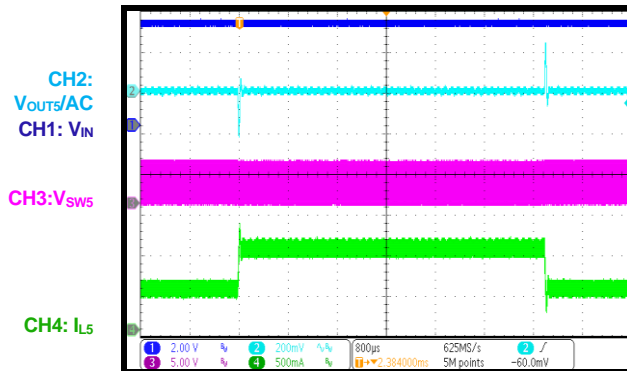 CH2:
VOUT5/AC
CH1: VIN
CH3:VSW5
CH4: IL5
T
2
1
3
4
1 2.00 V
2 200mV
3 5.00 V
4 500mA
800µs
T→▼2.384000ms
625MS/s
5M points
2
-60.0mV